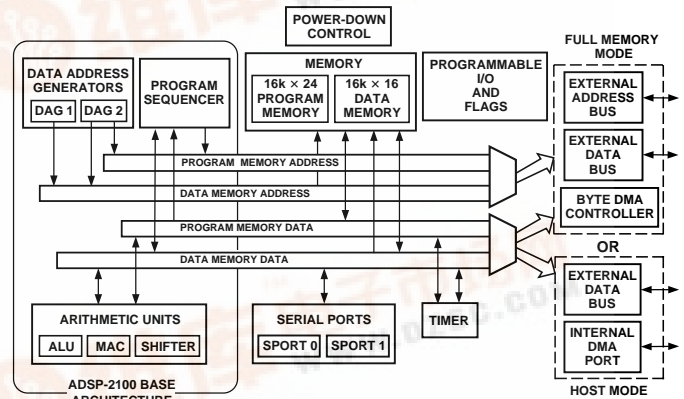 POWER-DOWN
CONTROL
FULL MEMORY
MODE
DATA ADDRESS
GENERATORS
DAG 1
DAG 2
PROGRAM
SEQUENCER
MEMORY
16k × 24
PROGRAM
MEMORY
16k × 16
DATA
MEMORY
PROGRAMMABLE
I/O
AND
FLAGS
EXTERNAL
ADDRESS
BUS
EXTERNAL
DATA
BUS
BYTE DMA
CONTROLLER
PROGRAM MEMORY ADDRESS
DATA MEMORY ADDRESS
PROGRAM MEMORY DATA
DATA MEMORY DATA
OR
EXTERNAL
DATA
BUS
INTERNAL
DMA
PORT
HOST MODE
ARITHMETIC UNITS
ALU
MAC
SHIFTER
SERIAL PORTS
SPORT 0
SPORT 1
TIMER
ADSP-2100 BASE
ARCHITECTURE